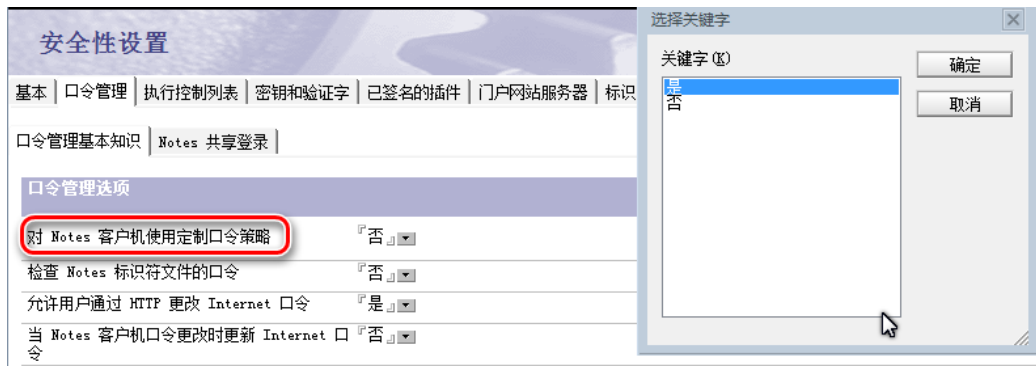 安全性设置
基本 口令管理 执行控制列表 密钥和验证字 已签名的插件 门户网站服务器 标识
口令管理基本知识 Notes 共享登录
口令管理选项
对 Notes 客户机使用定制口令策略 『否』
检查 Notes 标识符文件的口令 『否』
允许用户通过 HTTP 更改 Internet 口令 『是』
当 Notes 客户机口令更改时更新 Internet 口 『否』
令
选择关键字
关键字(K)
是
否
确定
取消